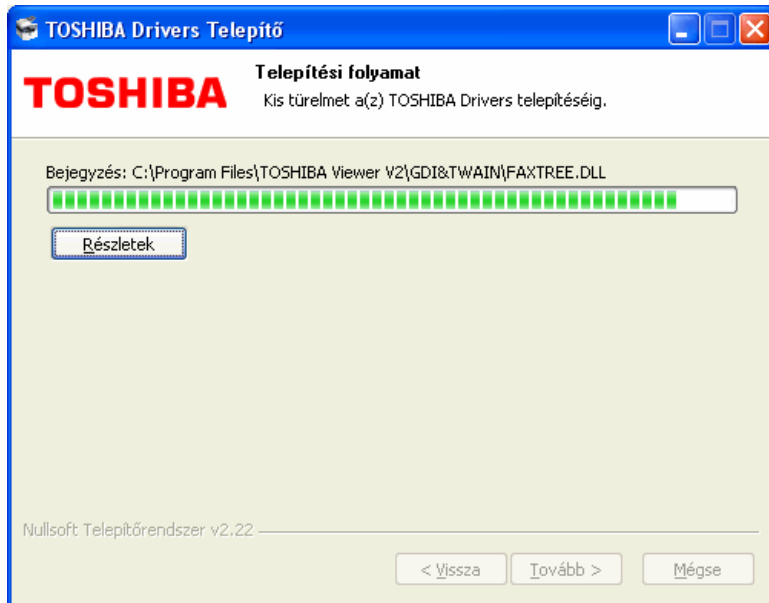 TOSHIBA Drivers Telepítő
TOSHIBA
Telepítési folyamat
Kis türelmet a(z) TOSHIBA Drivers telepítéséig.
Bejegyzés: C:\Program Files\TOSHIBA Viewer V2\GDI&TWAIN\FAXTREE.DLL
Részletek
Nullsoft Telepítőrendszer v2.22
< Vissza
Tovább >
Mégse